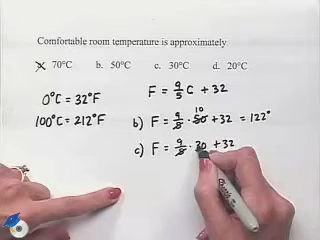 Comfortable room temperature is approximately
a. 70°C b. 50°C c. 30°C d. 20°C
F = 9/5 C + 32
0°C = 32°F
100°C = 212°F
b) F = 9/5 · 50 10 + 32 = 122°
c) F = 9/5 · 30 + 32